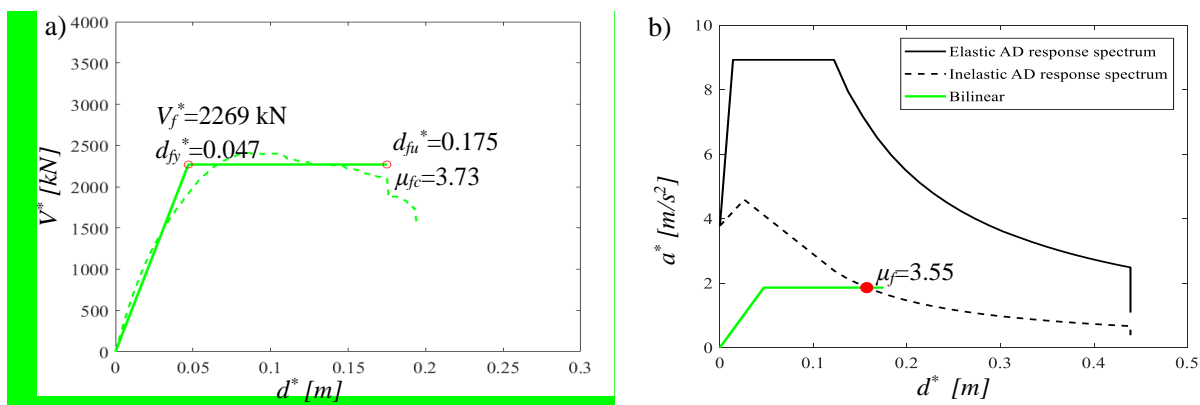 a)
4000
3500
3000
2500
2000
1500
1000
500
0
V* [kN]
V_f*=2269 kN
d_fy*=0.047
d_fu*=0.175
μ_fc=3.73
0 0.05 0.1 0.15 0.2 0.25 0.3
d* [m]
b)
10
8
6
4
2
0
a* [m/s²]
Elastic AD response spectrum
Inelastic AD response spectrum
Bilinear
μ_f=3.55
0 0.1 0.2 0.3 0.4 0.5
d* [m]